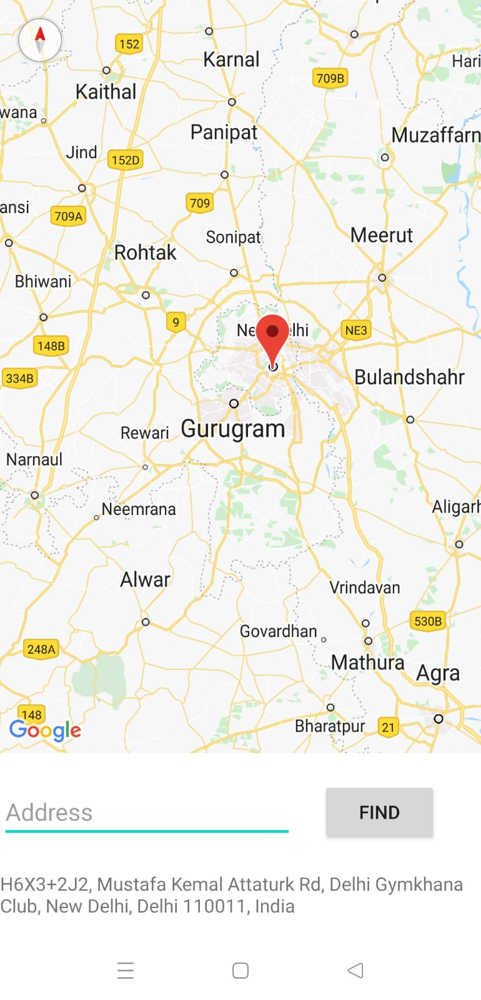 152
Karnal
709B
Hari
Kaithal
wana
Panipat
Muzaffarn
Jind
152D
709
ansi
709A
Sonipat
Meerut
Rohtak
Bhiwani
9
Ne lhi
NE3
148B
334B
Bulandshahr
Rewari
Gurugram
Narnaul
Neemrana
Aligarh
Alwar
Vrindavan
530B
Govardhan
248A
Mathura
Agra
148
Google
Bharatpur
21
Address
FIND
H6X3+2J2, Mustafa Kemal Attaturk Rd, Delhi Gymkhana
Club, New Delhi, Delhi 110011, India